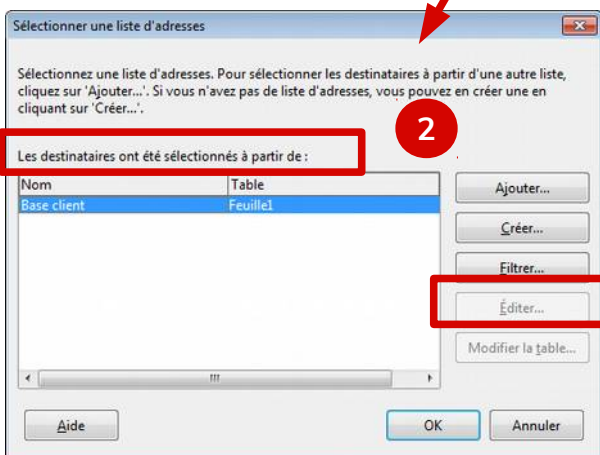 Sélectionner une liste d'adresses
Sélectionnez une liste d'adresses. Pour sélectionner les destinataires à partir d'une autre liste,
cliquez sur 'Ajouter...'. Si vous n'avez pas de liste d'adresses, vous pouvez en créer une en
cliquant sur 'Créer...'.
2
Les destinataires ont été sélectionnés à partir de :
Nom Table
Base client Feuille1
Ajouter...
Créer...
Filtrer...
Éditer...
Modifier la table...
Aide OK Annuler